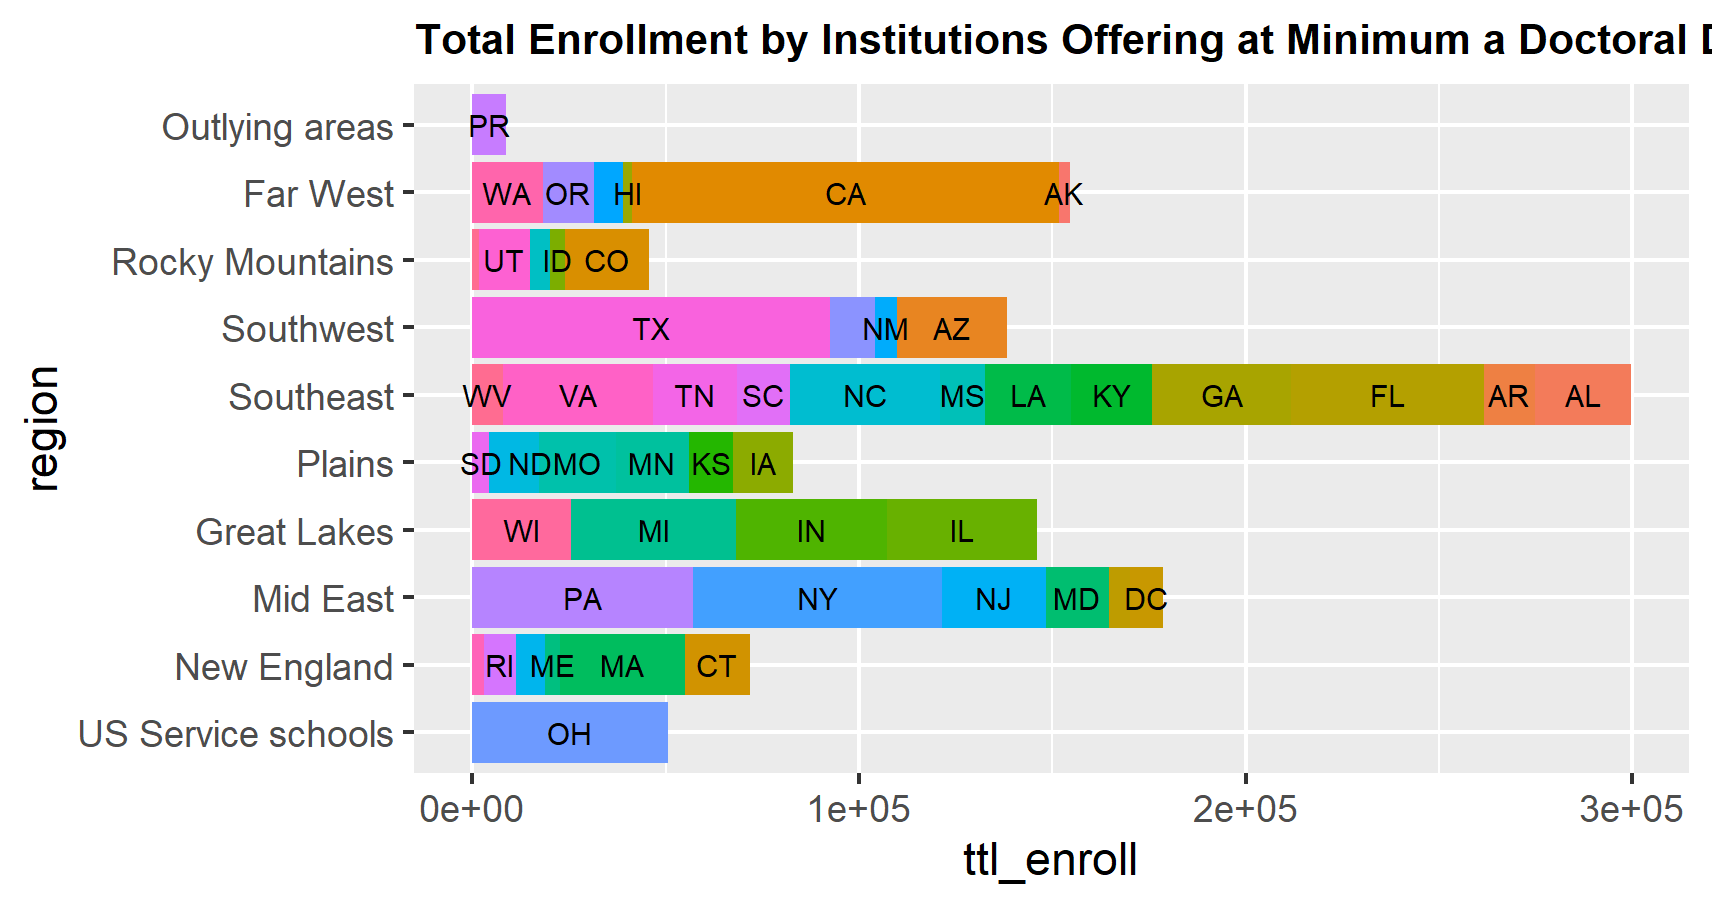 Total Enrollment by Institutions Offering at Minimum a Doctoral D
region
Outlying areas
PR
Far West
WA OR HI CA AK
Rocky Mountains
UT ID CO
Southwest
TX NM AZ
Southeast
WV VA TN SC NC MS LA KY GA FL AR AL
Plains
SD ND MO MN KS IA
Great Lakes
WI MI IN IL
Mid East
PA NY NJ MD DC
New England
RI ME MA CT
US Service schools
OH
0e+00 1e+05 2e+05 3e+05
ttl_enroll